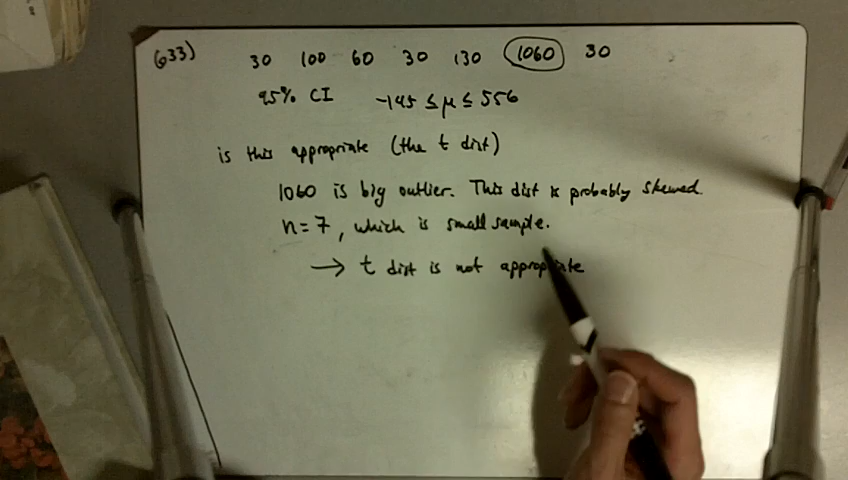 633) 30 100 60 30 130 1060 30
95% CI -145 ≤ μ ≤ 556
is this appropriate (the t dist)
1060 is big outlier. This dist is probably skewed.
n=7, which is small sample.
→ t dist is not appropriate